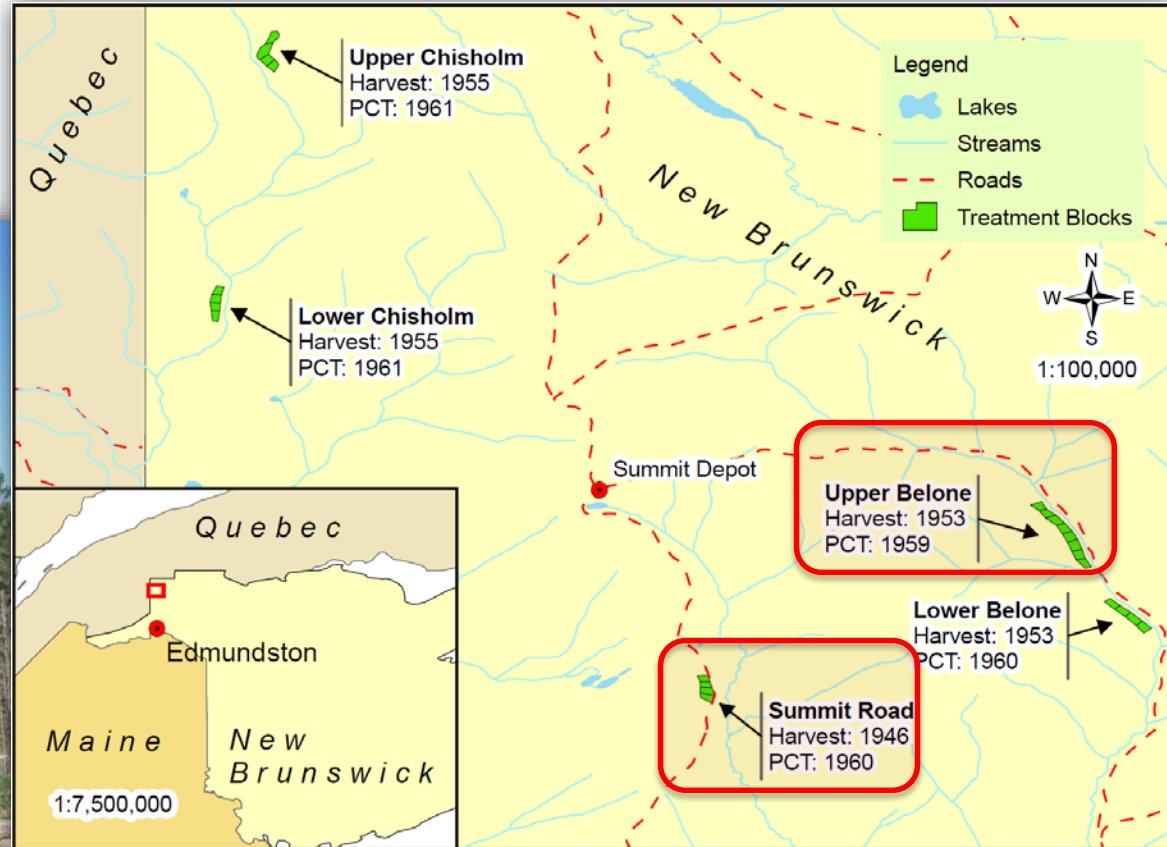 Quebec
Upper Chisholm
Harvest: 1955
PCT: 1961
Legend
Lakes
Streams
Roads
Treatment Blocks
New Brunswick
N
W E
S
1:100,000
Lower Chisholm
Harvest: 1955
PCT: 1961
Summit Depot
Upper Belone
Harvest: 1953
PCT: 1959
Lower Belone
Harvest: 1953
PCT: 1960
Summit Road
Harvest: 1946
PCT: 1960
Quebec
Edmundston
Maine
New
Brunswick
1:7,500,000